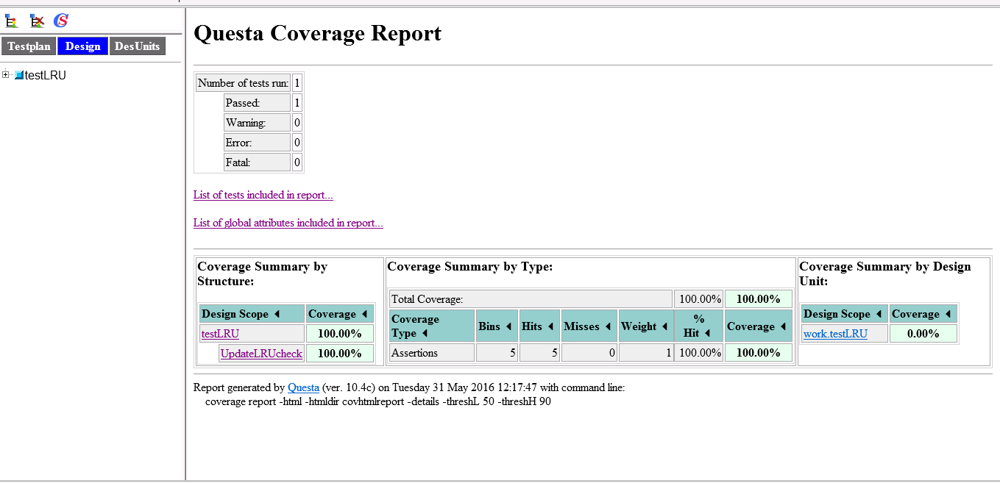 Testplan Design DesUnits
testLRU
Questa Coverage Report
Number of tests run: 1
Passed: 1
Warning: 0
Error: 0
Fatal: 0
List of tests included in report...
List of global attributes included in report...
Coverage Summary by
Structure:
Design Scope Coverage
testLRU 100.00%
UpdateLRUcheck 100.00%
Coverage Summary by Type:
Total Coverage: 100.00% 100.00%
Coverage Type Bins Hits Misses Weight % Hit Coverage
Assertions 5 5 0 1 100.00% 100.00%
Coverage Summary by Design
Unit:
Design Scope Coverage
work.testLRU 0.00%
Report generated by Questa (ver. 10.4c) on Tuesday 31 May 2016 12:17:47 with command line:
coverage report -html -htmldir covhtmlreport -details -threshL 50 -threshH 90